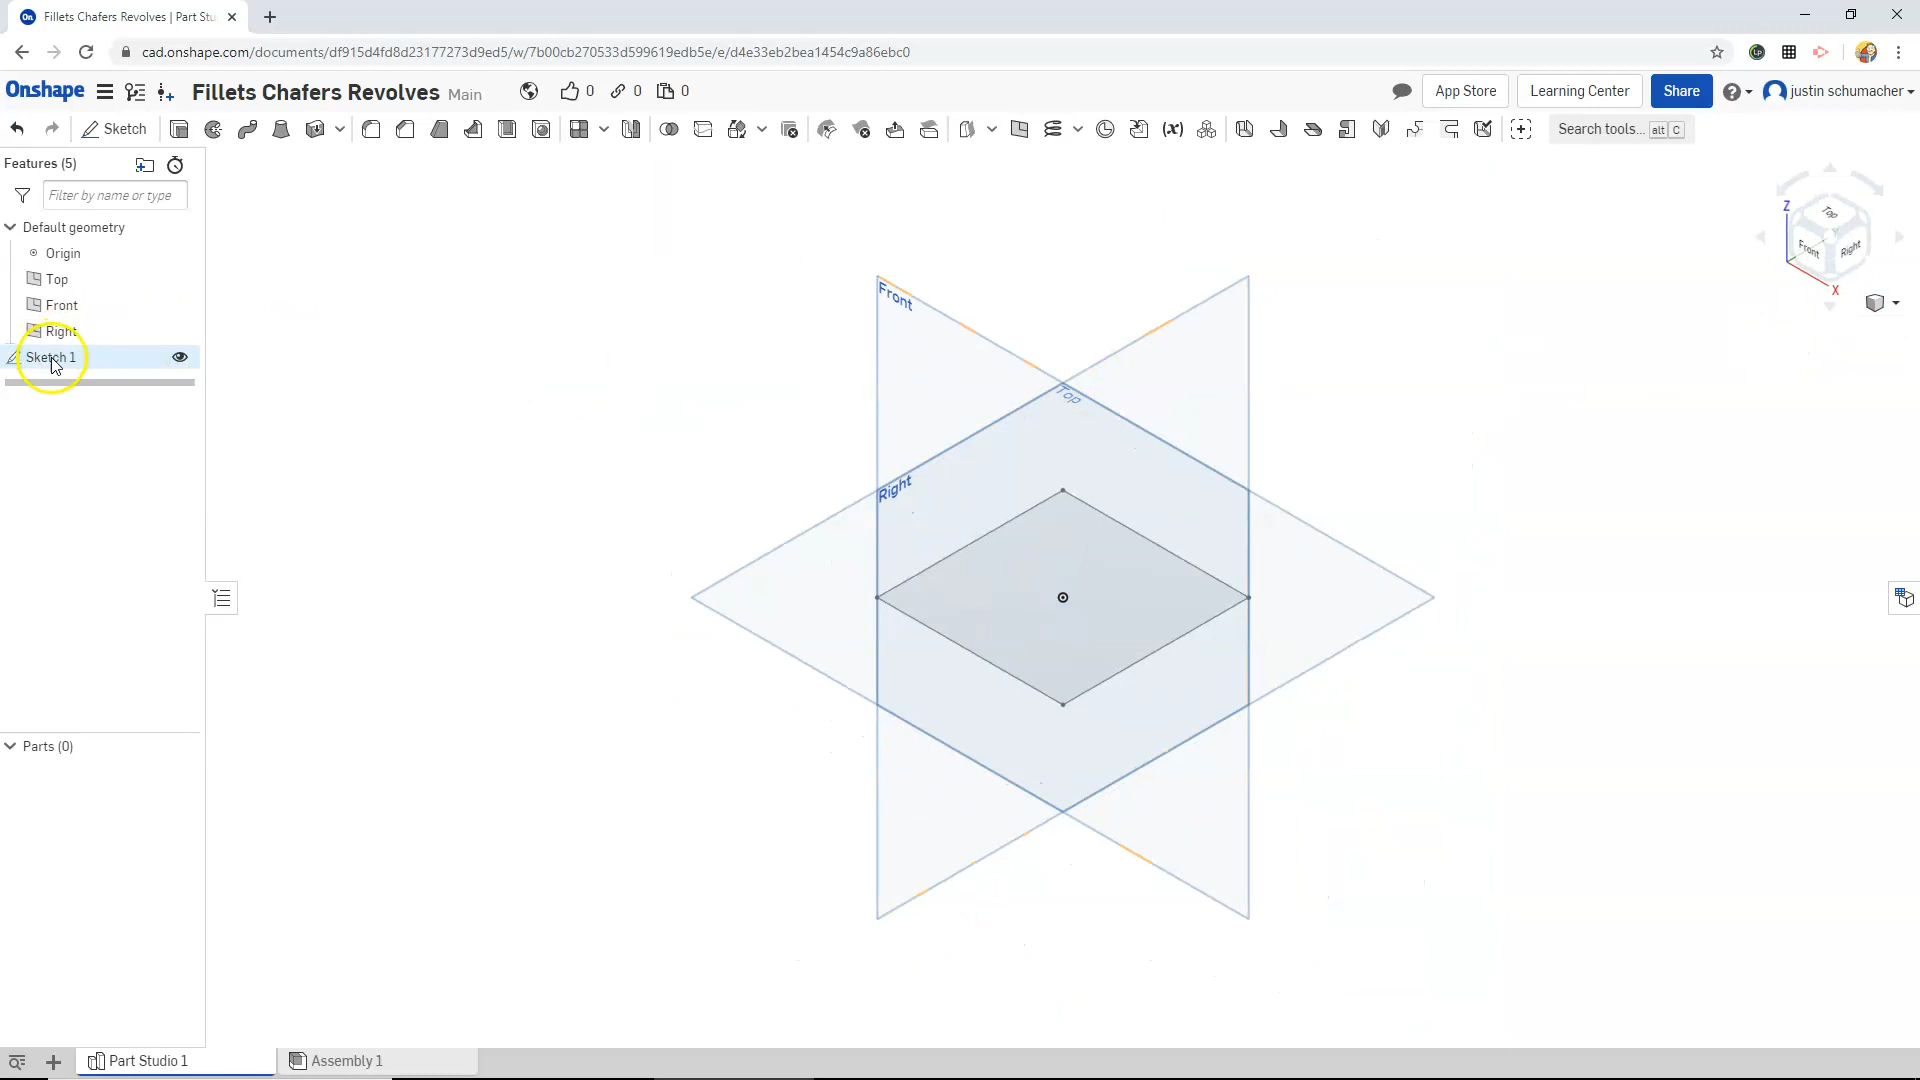 Fillets Chafers Revolves | Part Stu
cad.onshape.com/documents/df915d4fd8d23177273d9ed5/w/7b00cb270533d599619edb5e/e/d4e33eb2bea1454c9a86ebc0
Onshape
Fillets Chafers Revolves Main
0
0
0
App Store
Learning Center
Share
justin schumacher
Sketch
(x)
Search tools... alt C
Features (5)
Filter by name or type
Default geometry
Origin
Top
Front
Right
Sketch 1
Front
Top
Right
Z
Top
Front
Right
X
Parts (0)
Part Studio 1
Assembly 1